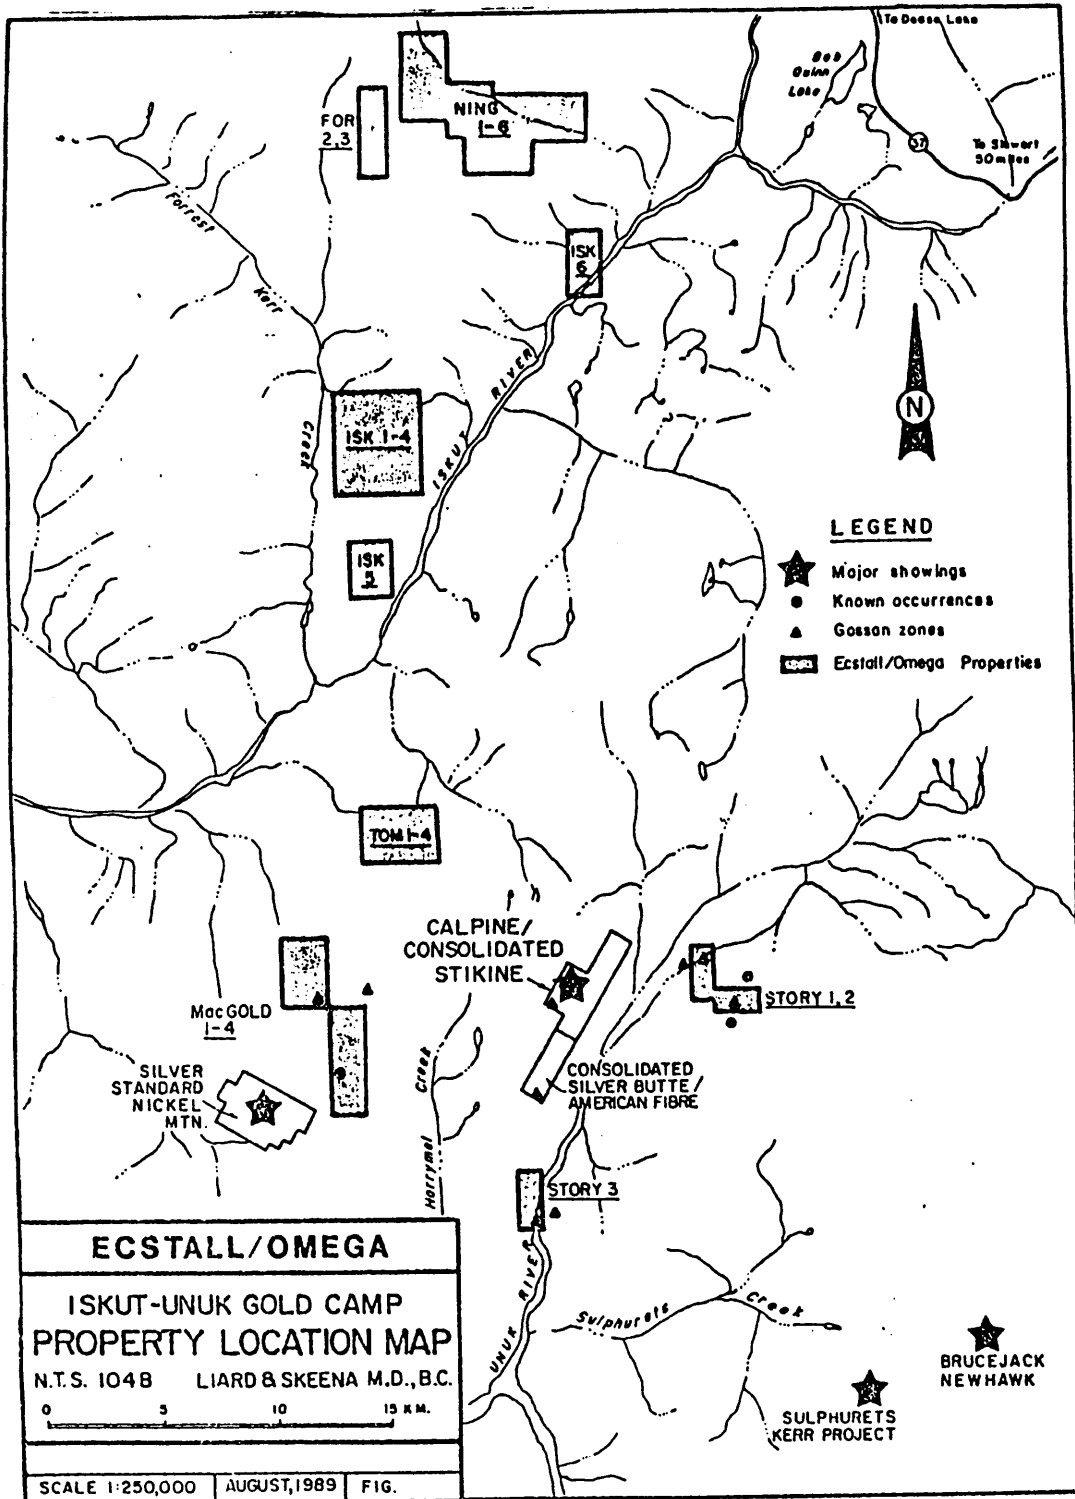 To Dease Lake
Bob
Quinn
Lake
37
To Stewart
50 miles
FOR
2,3
NING
1-6
Forrest
Kerr
Creek
ISK
6
ISKUT RIVER
N
ISK 1-4
ISK
5
LEGEND
Major showings
Known occurrences
Gossan zones
Ecstall/Omega Properties
TOM 1-4
CALPINE/
CONSOLIDATED
STIKINE
MacGOLD
1-4
STORY 1,2
SILVER
STANDARD
NICKEL
MTN.
CONSOLIDATED
SILVER BUTTE/
AMERICAN FIBRE
Harrymel Creek
STORY 3
UNUK RIVER
Sulphurets Creek
BRUCEJACK
NEWHAWK
SULPHURETS
KERR PROJECT
ECSTALL/OMEGA
ISKUT-UNUK GOLD CAMP
PROPERTY LOCATION MAP
N.T.S. 104B LIARD & SKEENA M.D., B.C.
0 5 10 15 KM.
SCALE 1:250,000 AUGUST, 1989 FIG.